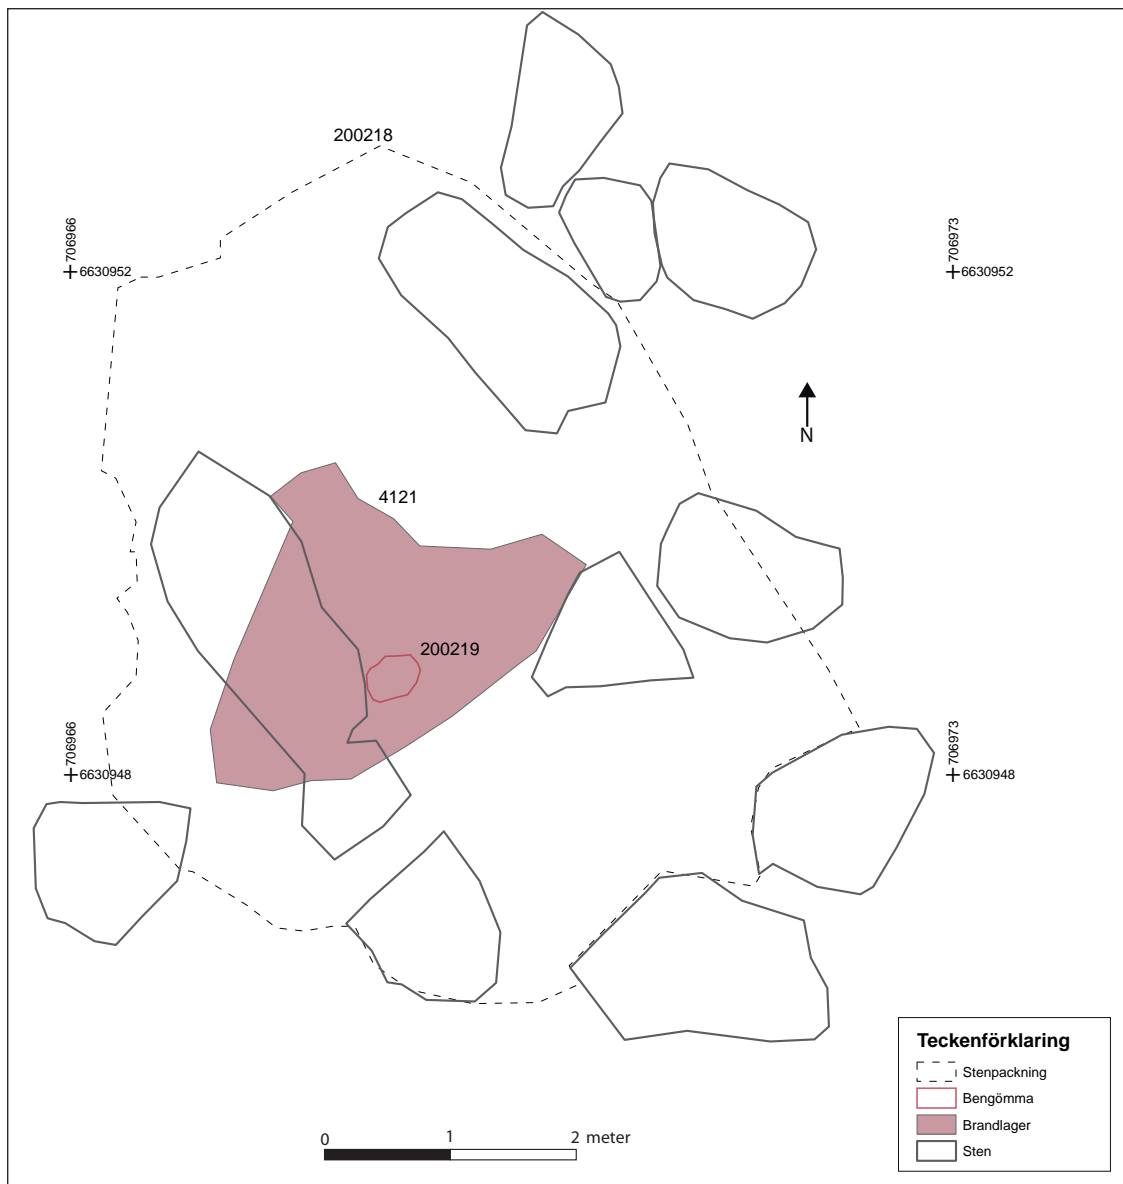 200218
706966
6630952
706973
6630952
N
4121
200219
706966
6630948
706973
6630948
0 1 2 meter
Teckenförklaring
Stenpackning
Bengömma
Brandlager
Sten